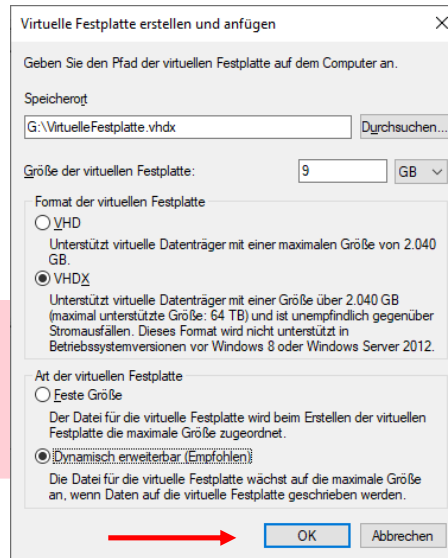 Virtuelle Festplatte erstellen und anfügen
Geben Sie den Pfad der virtuellen Festplatte auf dem Computer an.
Speicherort
G:\VirtuelleFestplatte.vhdx Durchsuchen...
Größe der virtuellen Festplatte: 9 GB
Format der virtuellen Festplatte
VHD
Unterstützt virtuelle Datenträger mit einer maximalen Größe von 2.040
GB.
VHDX
Unterstützt virtuelle Datenträger mit einer Größe über 2.040 GB
(maximal unterstützte Größe: 64 TB) und ist unempfindlich gegenüber
Stromausfällen. Dieses Format wird nicht unterstützt in
Betriebssystemversionen vor Windows 8 oder Windows Server 2012.
Art der virtuellen Festplatte
Feste Größe
Der Datei für die virtuelle Festplatte wird beim Erstellen der virtuellen
Festplatte die maximale Größe zugeordnet.
Dynamisch erweiterbar (Empfohlen)
Die Datei für die virtuelle Festplatte wächst auf die maximale Größe
an, wenn Daten auf die virtuelle Festplatte geschrieben werden.
OK Abbrechen